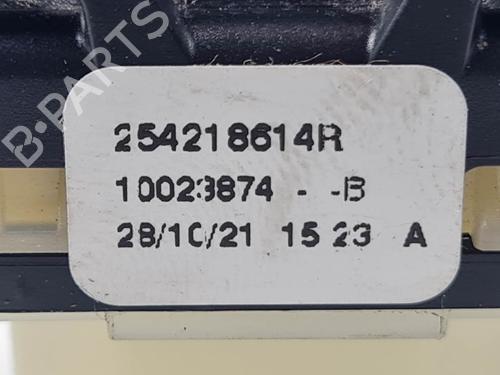 B-PARTS
254218614R
10023874 - -B
28/10/21 15 23 A